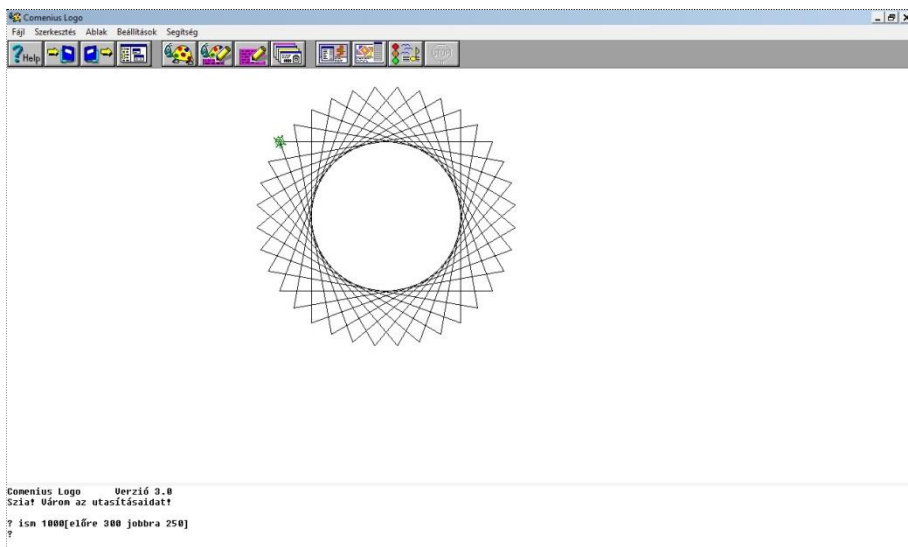 Comenius Logo
Fájl Szerkesztés Ablak Beállítások Segítség
?Help STOP
Comenius Logo Verzió 3.0
Szia! Várom az utasításaidat!
? ism 1000[előre 300 jobbra 250]
?